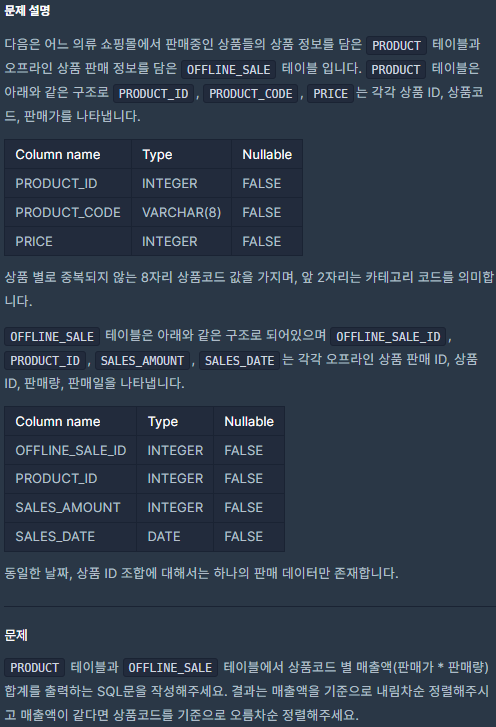 문제 설명
다음은 어느 의류 쇼핑몰에서 판매중인 상품들의 상품 정보를 담은 PRODUCT 테이블과
오프라인 상품 판매 정보를 담은 OFFLINE_SALE 테이블 입니다. PRODUCT 테이블은
아래와 같은 구조로 PRODUCT_ID, PRODUCT_CODE, PRICE는 각각 상품 ID, 상품코
드, 판매가를 나타냅니다.
Column name Type Nullable
PRODUCT_ID INTEGER FALSE
PRODUCT_CODE VARCHAR(8) FALSE
PRICE INTEGER FALSE
상품 별로 중복되지 않는 8자리 상품코드 값을 가지며, 앞 2자리는 카테고리 코드를 의미합
니다.
OFFLINE_SALE 테이블은 아래와 같은 구조로 되어있으며 OFFLINE_SALE_ID,
PRODUCT_ID, SALES_AMOUNT, SALES_DATE는 각각 오프라인 상품 판매 ID, 상품
ID, 판매량, 판매일을 나타냅니다.
Column name Type Nullable
OFFLINE_SALE_ID INTEGER FALSE
PRODUCT_ID INTEGER FALSE
SALES_AMOUNT INTEGER FALSE
SALES_DATE DATE FALSE
동일한 날짜, 상품 ID 조합에 대해서는 하나의 판매 데이터만 존재합니다.
문제
PRODUCT 테이블과 OFFLINE_SALE 테이블에서 상품코드 별 매출액(판매가 * 판매량)
합계를 출력하는 SQL문을 작성해주세요. 결과는 매출액을 기준으로 내림차순 정렬해주시
고 매출액이 같다면 상품코드를 기준으로 오름차순 정렬해주세요.